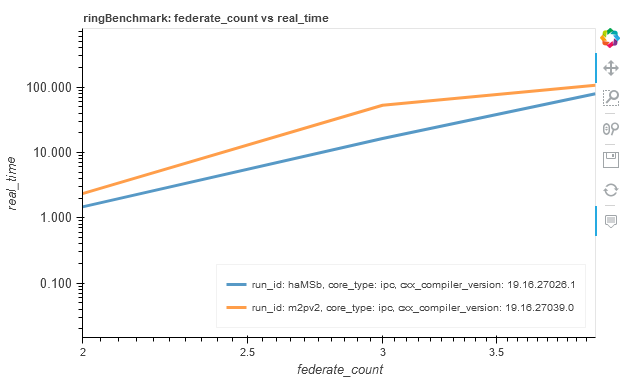 ringBenchmark: federate_count vs real_time
100.000
10.000
1.000
0.100
real_time
run_id: haMSb, core_type: ipc, cxx_compiler_version: 19.16.27026.1
run_id: m2pv2, core_type: ipc, cxx_compiler_version: 19.16.27039.0
2
2.5
3
3.5
federate_count